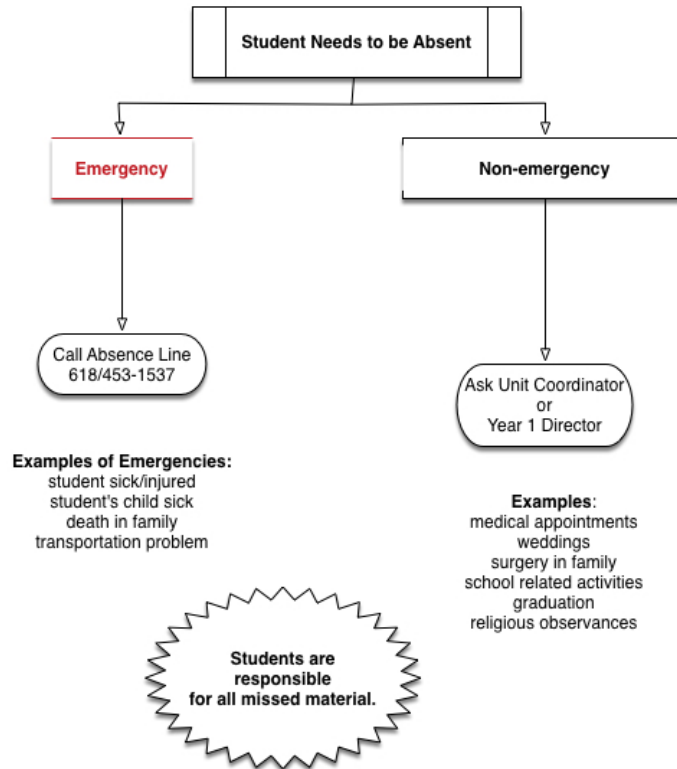 Student Needs to be Absent
Emergency
Non-emergency
Call Absence Line
618/453-1537
Ask Unit Coordinator
or
Year 1 Director
Examples of Emergencies:
student sick/injured
student's child sick
death in family
transportation problem
Examples:
medical appointments
weddings
surgery in family
school related activities
graduation
religious observances
Students are
responsible
for all missed material.